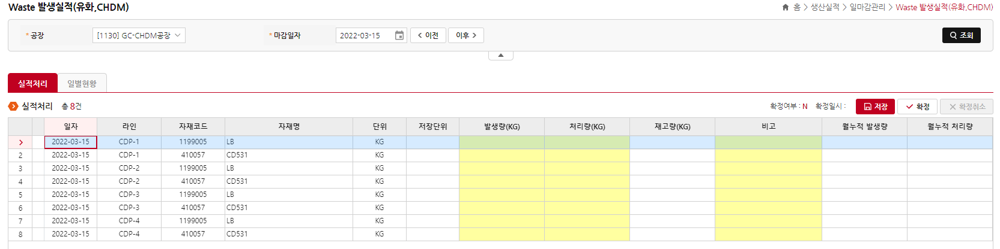 Waste 발생실적(유화,CHDM)
홈 > 생산실적 > 일마감관리 > Waste 발생실적(유화,CHDM)
* 공장 [1130] GC-CHDM공장 * 마감일자 2022-03-15 < 이전 이후 > 조회
실적처리 일별현황
실적처리 총 8건 확정여부 : N 확정일시 : 저장 확정 확정취소
일자 라인 자재코드 자재명 단위 저장단위 발생량(KG) 처리량(KG) 재고량(KG) 비고 월누적 발생량 월누적 처리량
> 2022-03-15 CDP-1 1199005 LB KG
2 2022-03-15 CDP-1 410057 CD531 KG
3 2022-03-15 CDP-2 1199005 LB KG
4 2022-03-15 CDP-2 410057 CD531 KG
5 2022-03-15 CDP-3 1199005 LB KG
6 2022-03-15 CDP-3 410057 CD531 KG
7 2022-03-15 CDP-4 1199005 LB KG
8 2022-03-15 CDP-4 410057 CD531 KG